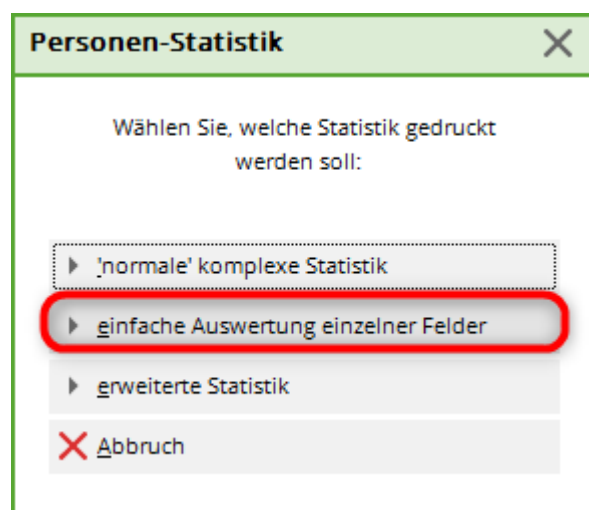 Personen-Statistik
Wählen Sie, welche Statistik gedruckt
werden soll:
'normale' komplexe Statistik
einfache Auswertung einzelner Felder
erweiterte Statistik
Abbruch